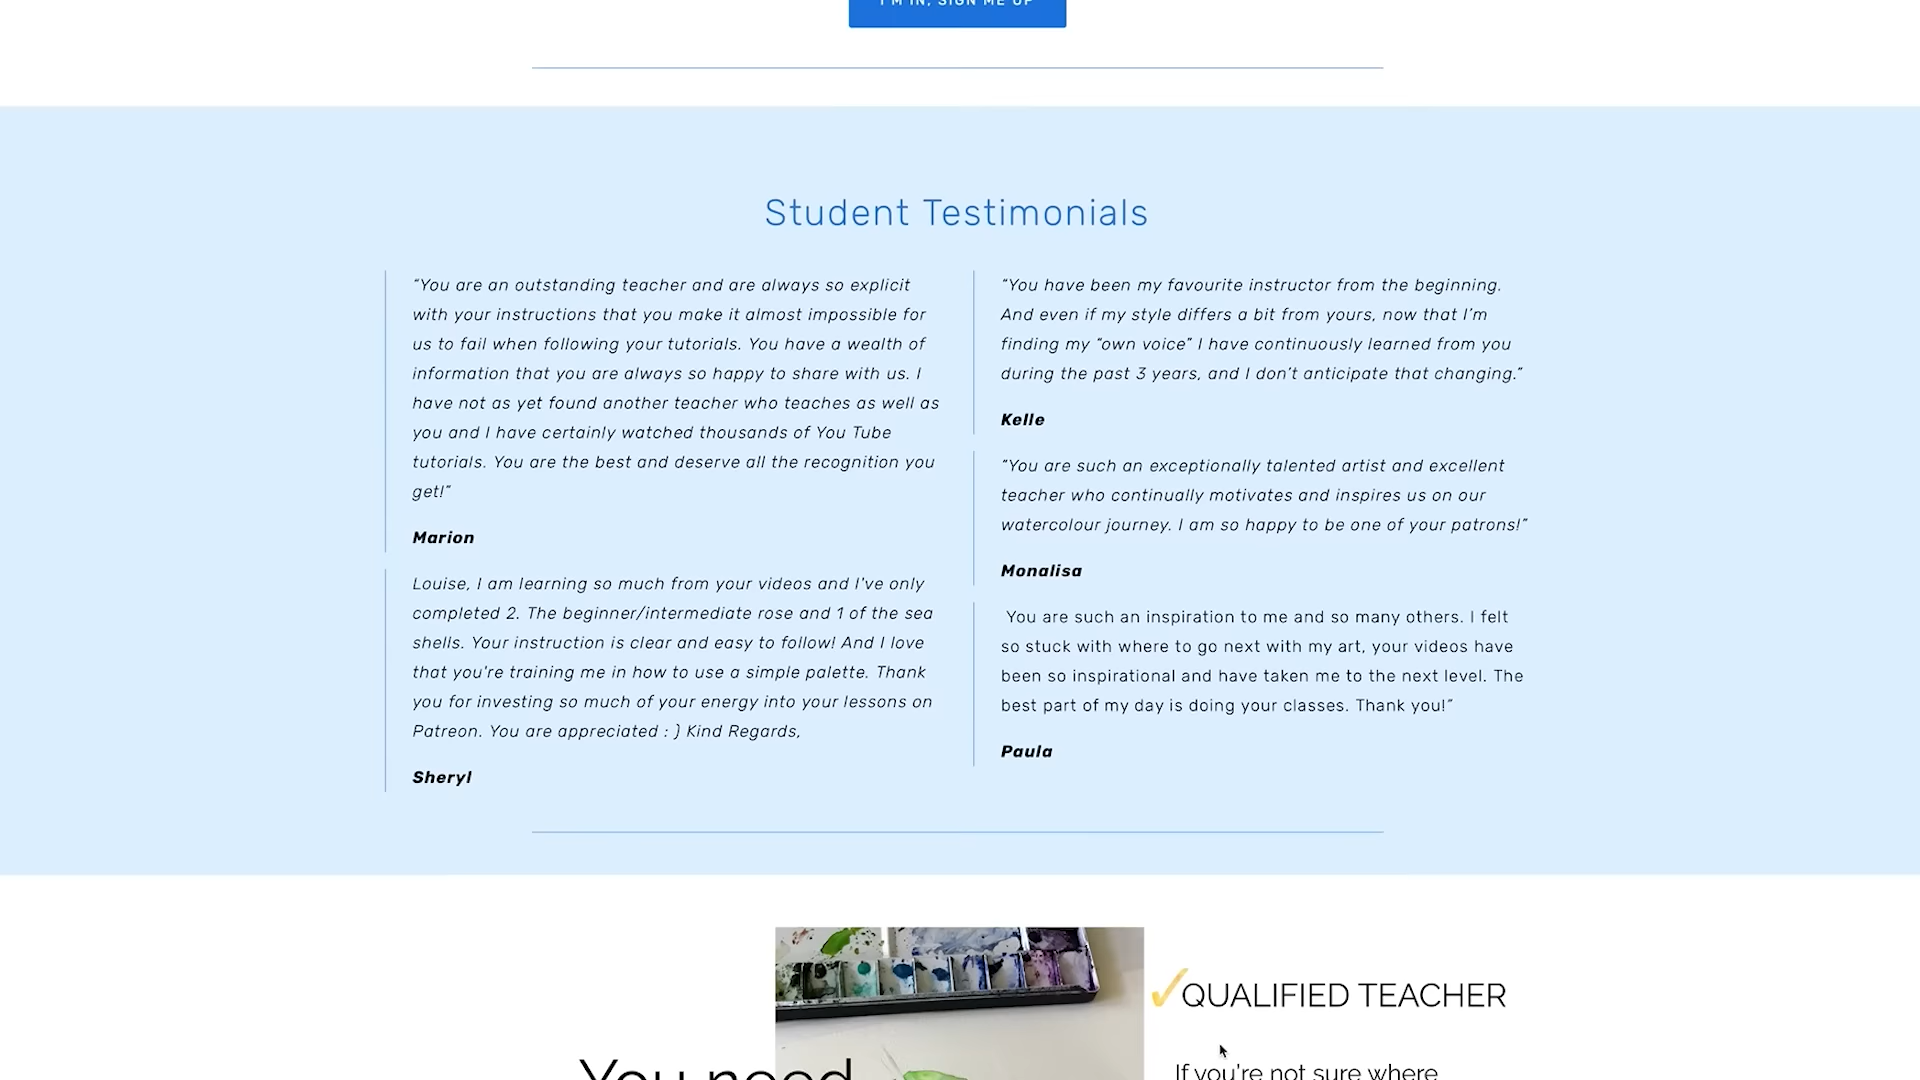 I'M IN, SIGN ME UP
Student Testimonials
“You are an outstanding teacher and are always so explicit
with your instructions that you make it almost impossible for
us to fail when following your tutorials. You have a wealth of
information that you are always so happy to share with us. I
have not as yet found another teacher who teaches as well as
you and I have certainly watched thousands of You Tube
tutorials. You are the best and deserve all the recognition you
get!”
Marion
Louise, I am learning so much from your videos and I've only
completed 2. The beginner/intermediate rose and 1 of the sea
shells. Your instruction is clear and easy to follow! And I love
that you're training me in how to use a simple palette. Thank
you for investing so much of your energy into your lessons on
Patreon. You are appreciated : ) Kind Regards,
Sheryl
“You have been my favourite instructor from the beginning.
And even if my style differs a bit from yours, now that I’m
finding my “own voice” I have continuously learned from you
during the past 3 years, and I don’t anticipate that changing.”
Kelle
“You are such an exceptionally talented artist and excellent
teacher who continually motivates and inspires us on our
watercolour journey. I am so happy to be one of your patrons!”
Monalisa
You are such an inspiration to me and so many others. I felt
so stuck with where to go next with my art, your videos have
been so inspirational and have taken me to the next level. The
best part of my day is doing your classes. Thank you!”
Paula
QUALIFIED TEACHER
You need
If you're not sure where